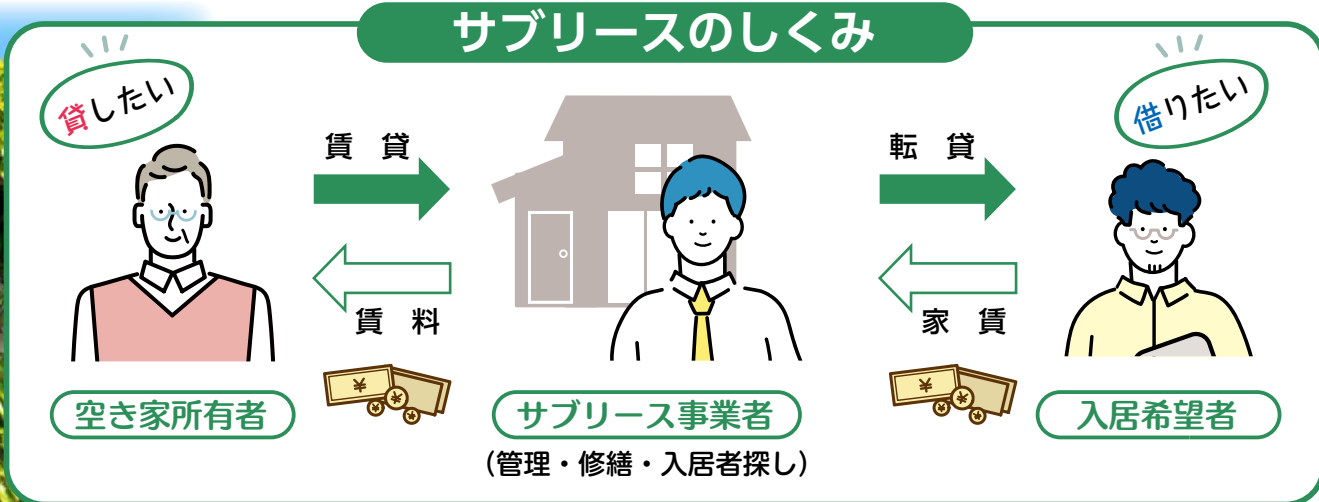 サブリースのしくみ
貸したい
借りたい
賃貸
転貸
賃料
家賃
空き家所有者
サブリース事業者
入居希望者
（管理・修繕・入居者探し）